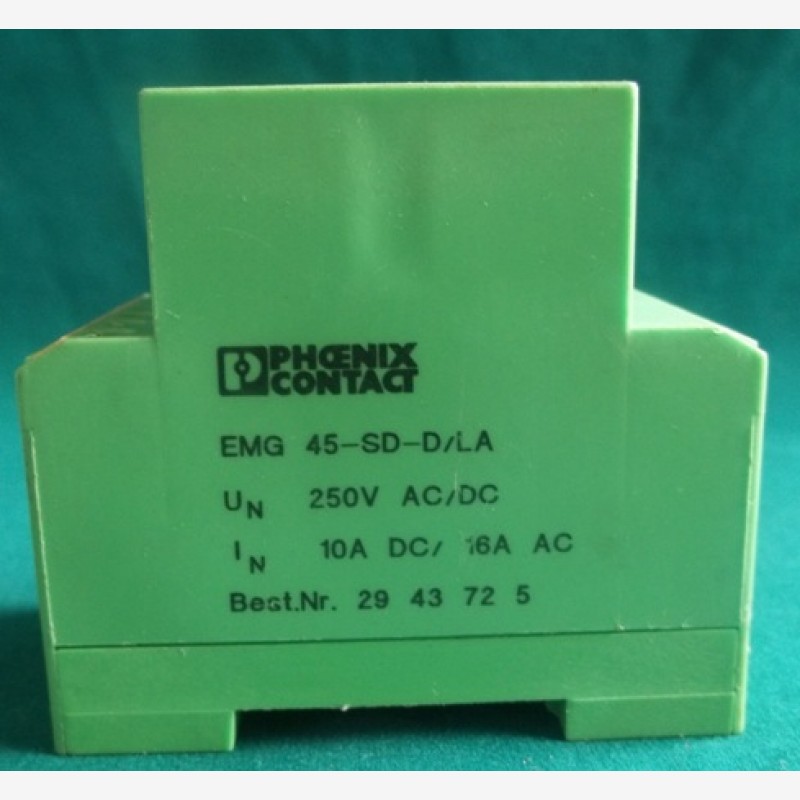 PHŒNIX
CONTACT
EMG 45-SD-D/LA
UN 250V AC/DC
IN 10A DC/ 16A AC
Best.Nr. 29 43 72 5